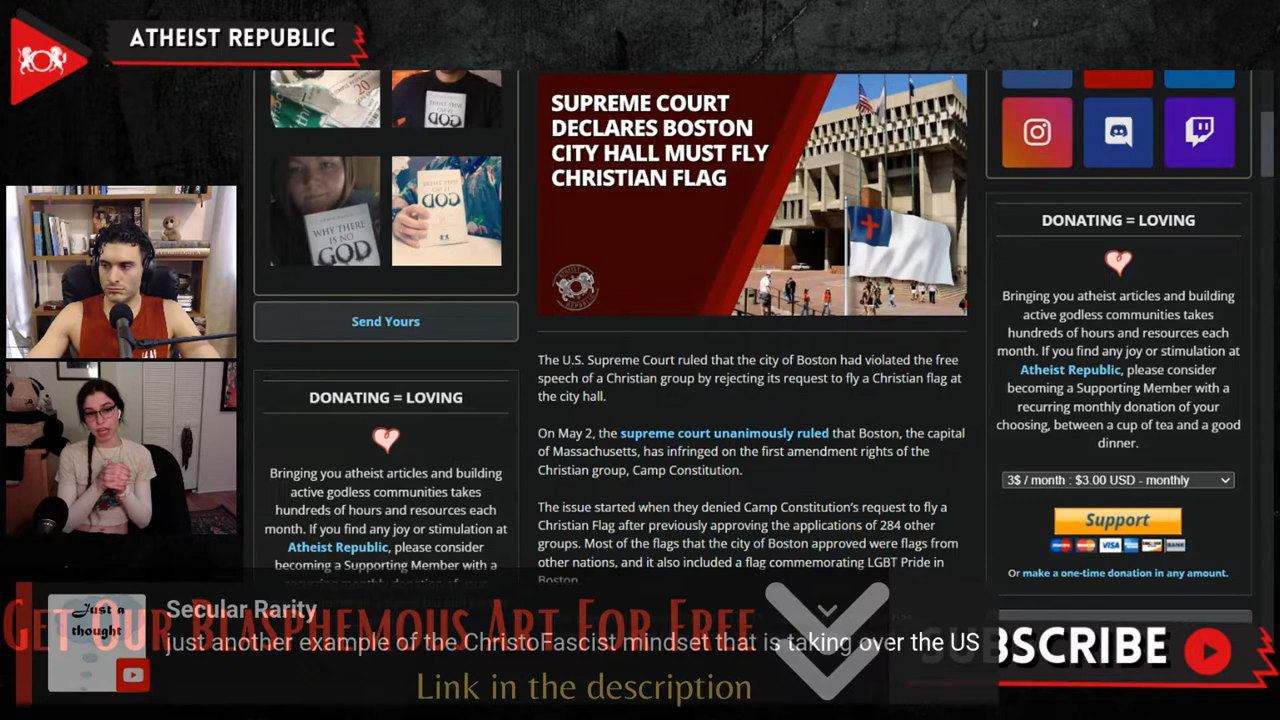 ATHEIST REPUBLIC
SUPREME COURT
DECLARES BOSTON
CITY HALL MUST FLY
CHRISTIAN FLAG
WHY THERE
IS NO
GOD
Send Yours
DONATING = LOVING
Bringing you atheist articles and building
active godless communities takes
hundreds of hours and resources each
month. If you find any joy or stimulation at
Atheist Republic, please consider
becoming a Supporting Member with a
The U.S. Supreme Court ruled that the city of Boston had violated the free
speech of a Christian group by rejecting its request to fly a Christian flag at
the city hall.
On May 2, the supreme court unanimously ruled that Boston, the capital
of Massachusetts, has infringed on the first amendment rights of the
Christian group, Camp Constitution.
The issue started when they denied Camp Constitution's request to fly a
Christian Flag after previously approving the applications of 284 other
groups. Most of the flags that the city of Boston approved were flags from
other nations, and it also included a flag commemorating LGBT Pride in
Boston.
DONATING = LOVING
Bringing you atheist articles and building
active godless communities takes
hundreds of hours and resources each
month. If you find any joy or stimulation at
Atheist Republic, please consider
becoming a Supporting Member with a
recurring monthly donation of your
choosing, between a cup of tea and a good
dinner.
3$ / month : $3.00 USD - monthly
Support
VISA
BANK
Or make a one-time donation in any amount.
Get Our Blasphemous Art For Free
Just a
thought
Secular Rarity
just another example of the ChristoFascist mindset that is taking over the US
Link in the description
SUBSCRIBE